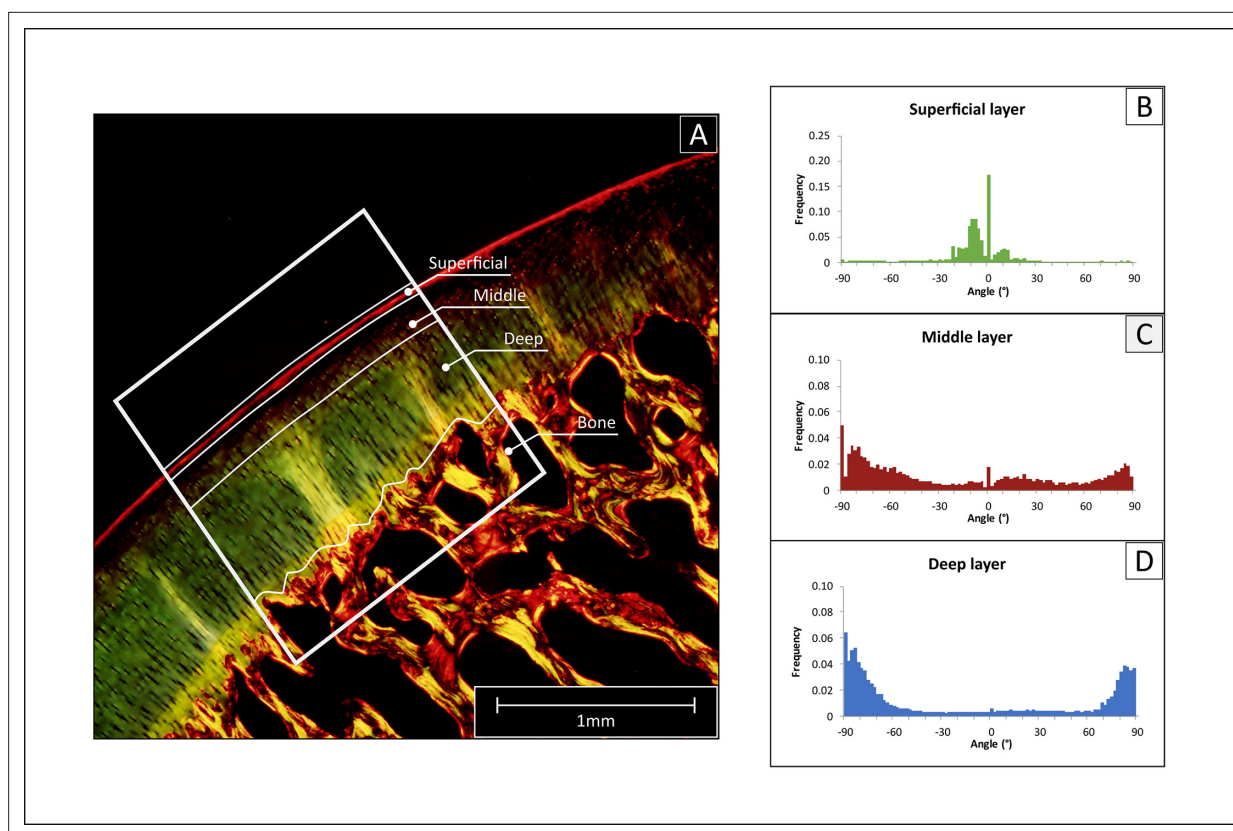 A
Superficial
Middle
Deep
Bone
1mm
B
Superficial layer
Frequency
0.25
0.20
0.15
0.10
0.05
0
-90 -60 -30 0 30 60 90
Angle (°)
C
Middle layer
Frequency
0.10
0.08
0.06
0.04
0.02
0
-90 -60 -30 0 30 60 90
Angle (°)
D
Deep layer
Frequency
0.10
0.08
0.06
0.04
0.02
0
-90 -60 -30 0 30 60 90
Angle (°)